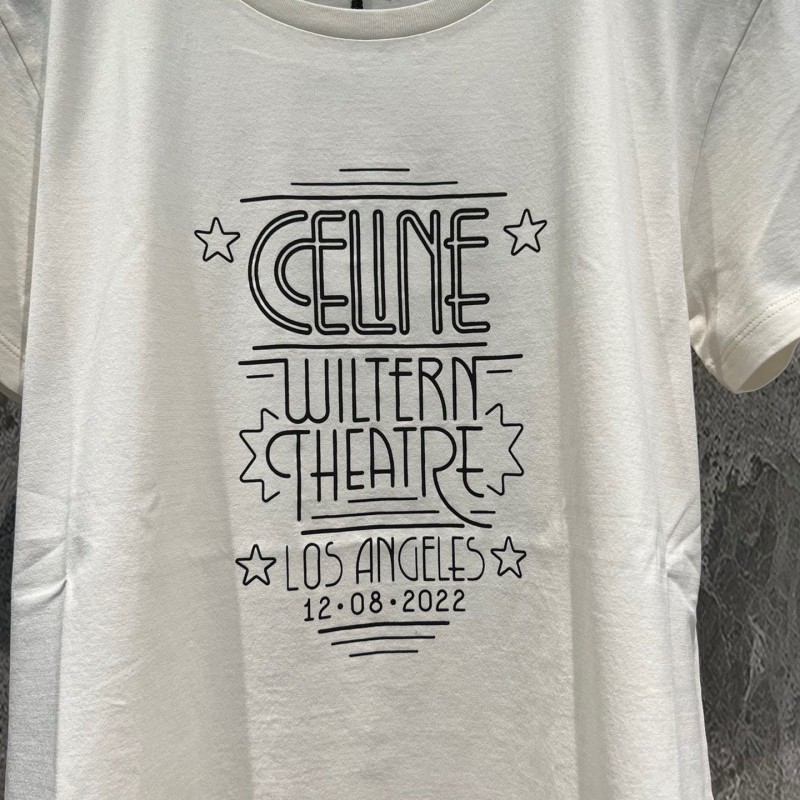 CELINE
WILTERN
THEATRE
LOS ANGELES
12·08·2022